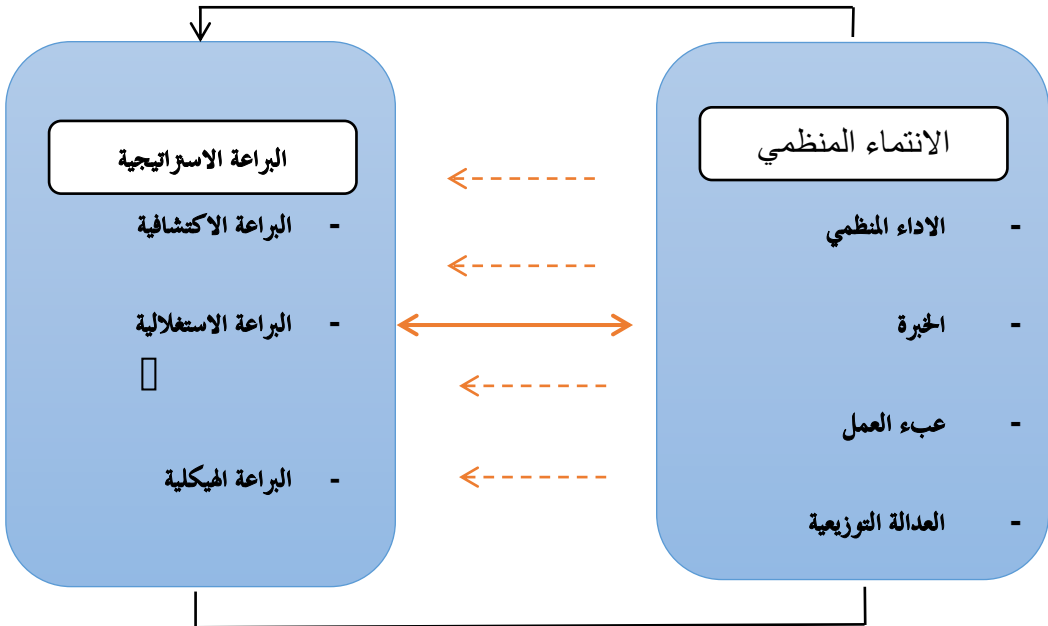 الانتماء المنظمي
- الاداء المنظمي
- الخبرة
- عبء العمل
- العدالة التوزيعية
البراعة الاستراتيجية
- البراعة الاكتشافية
- البراعة الاستغلالية
- البراعة الهيكلية